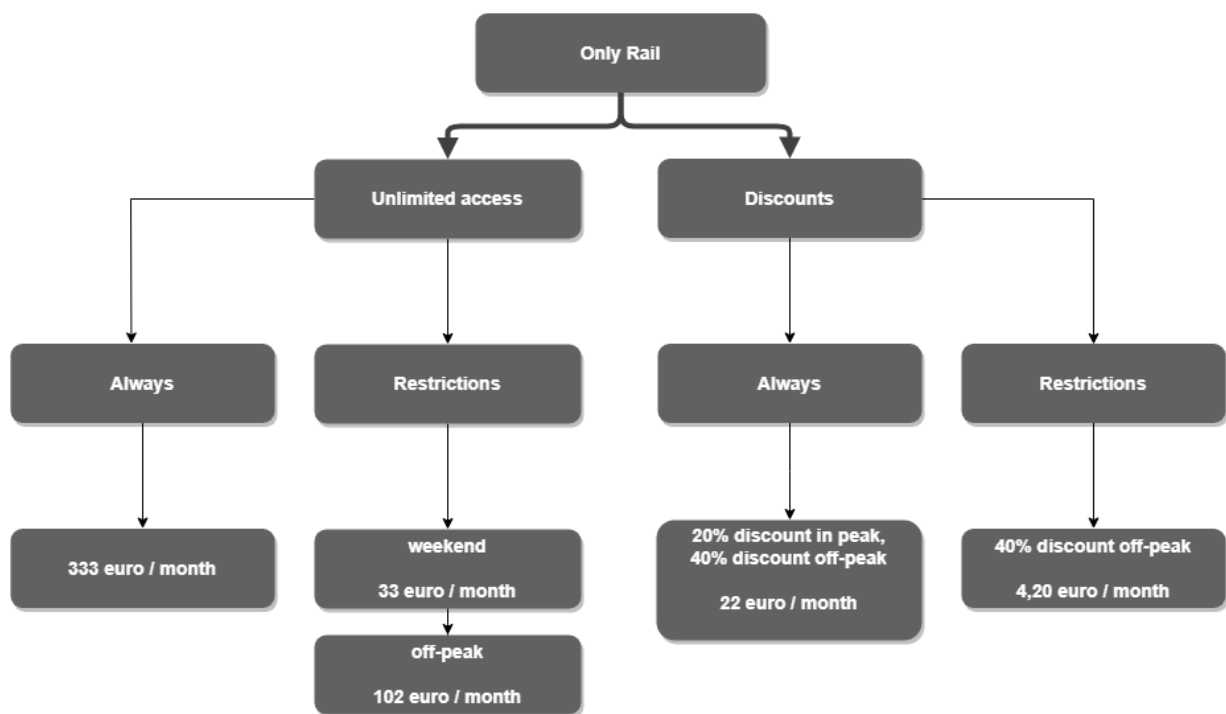 Only Rail
Unlimited access
Discounts
Always
Restrictions
Always
Restrictions
333 euro / month
weekend
33 euro / month
20% discount in peak,
40% discount off-peak
22 euro / month
40% discount off-peak
4,20 euro / month
off-peak
102 euro / month